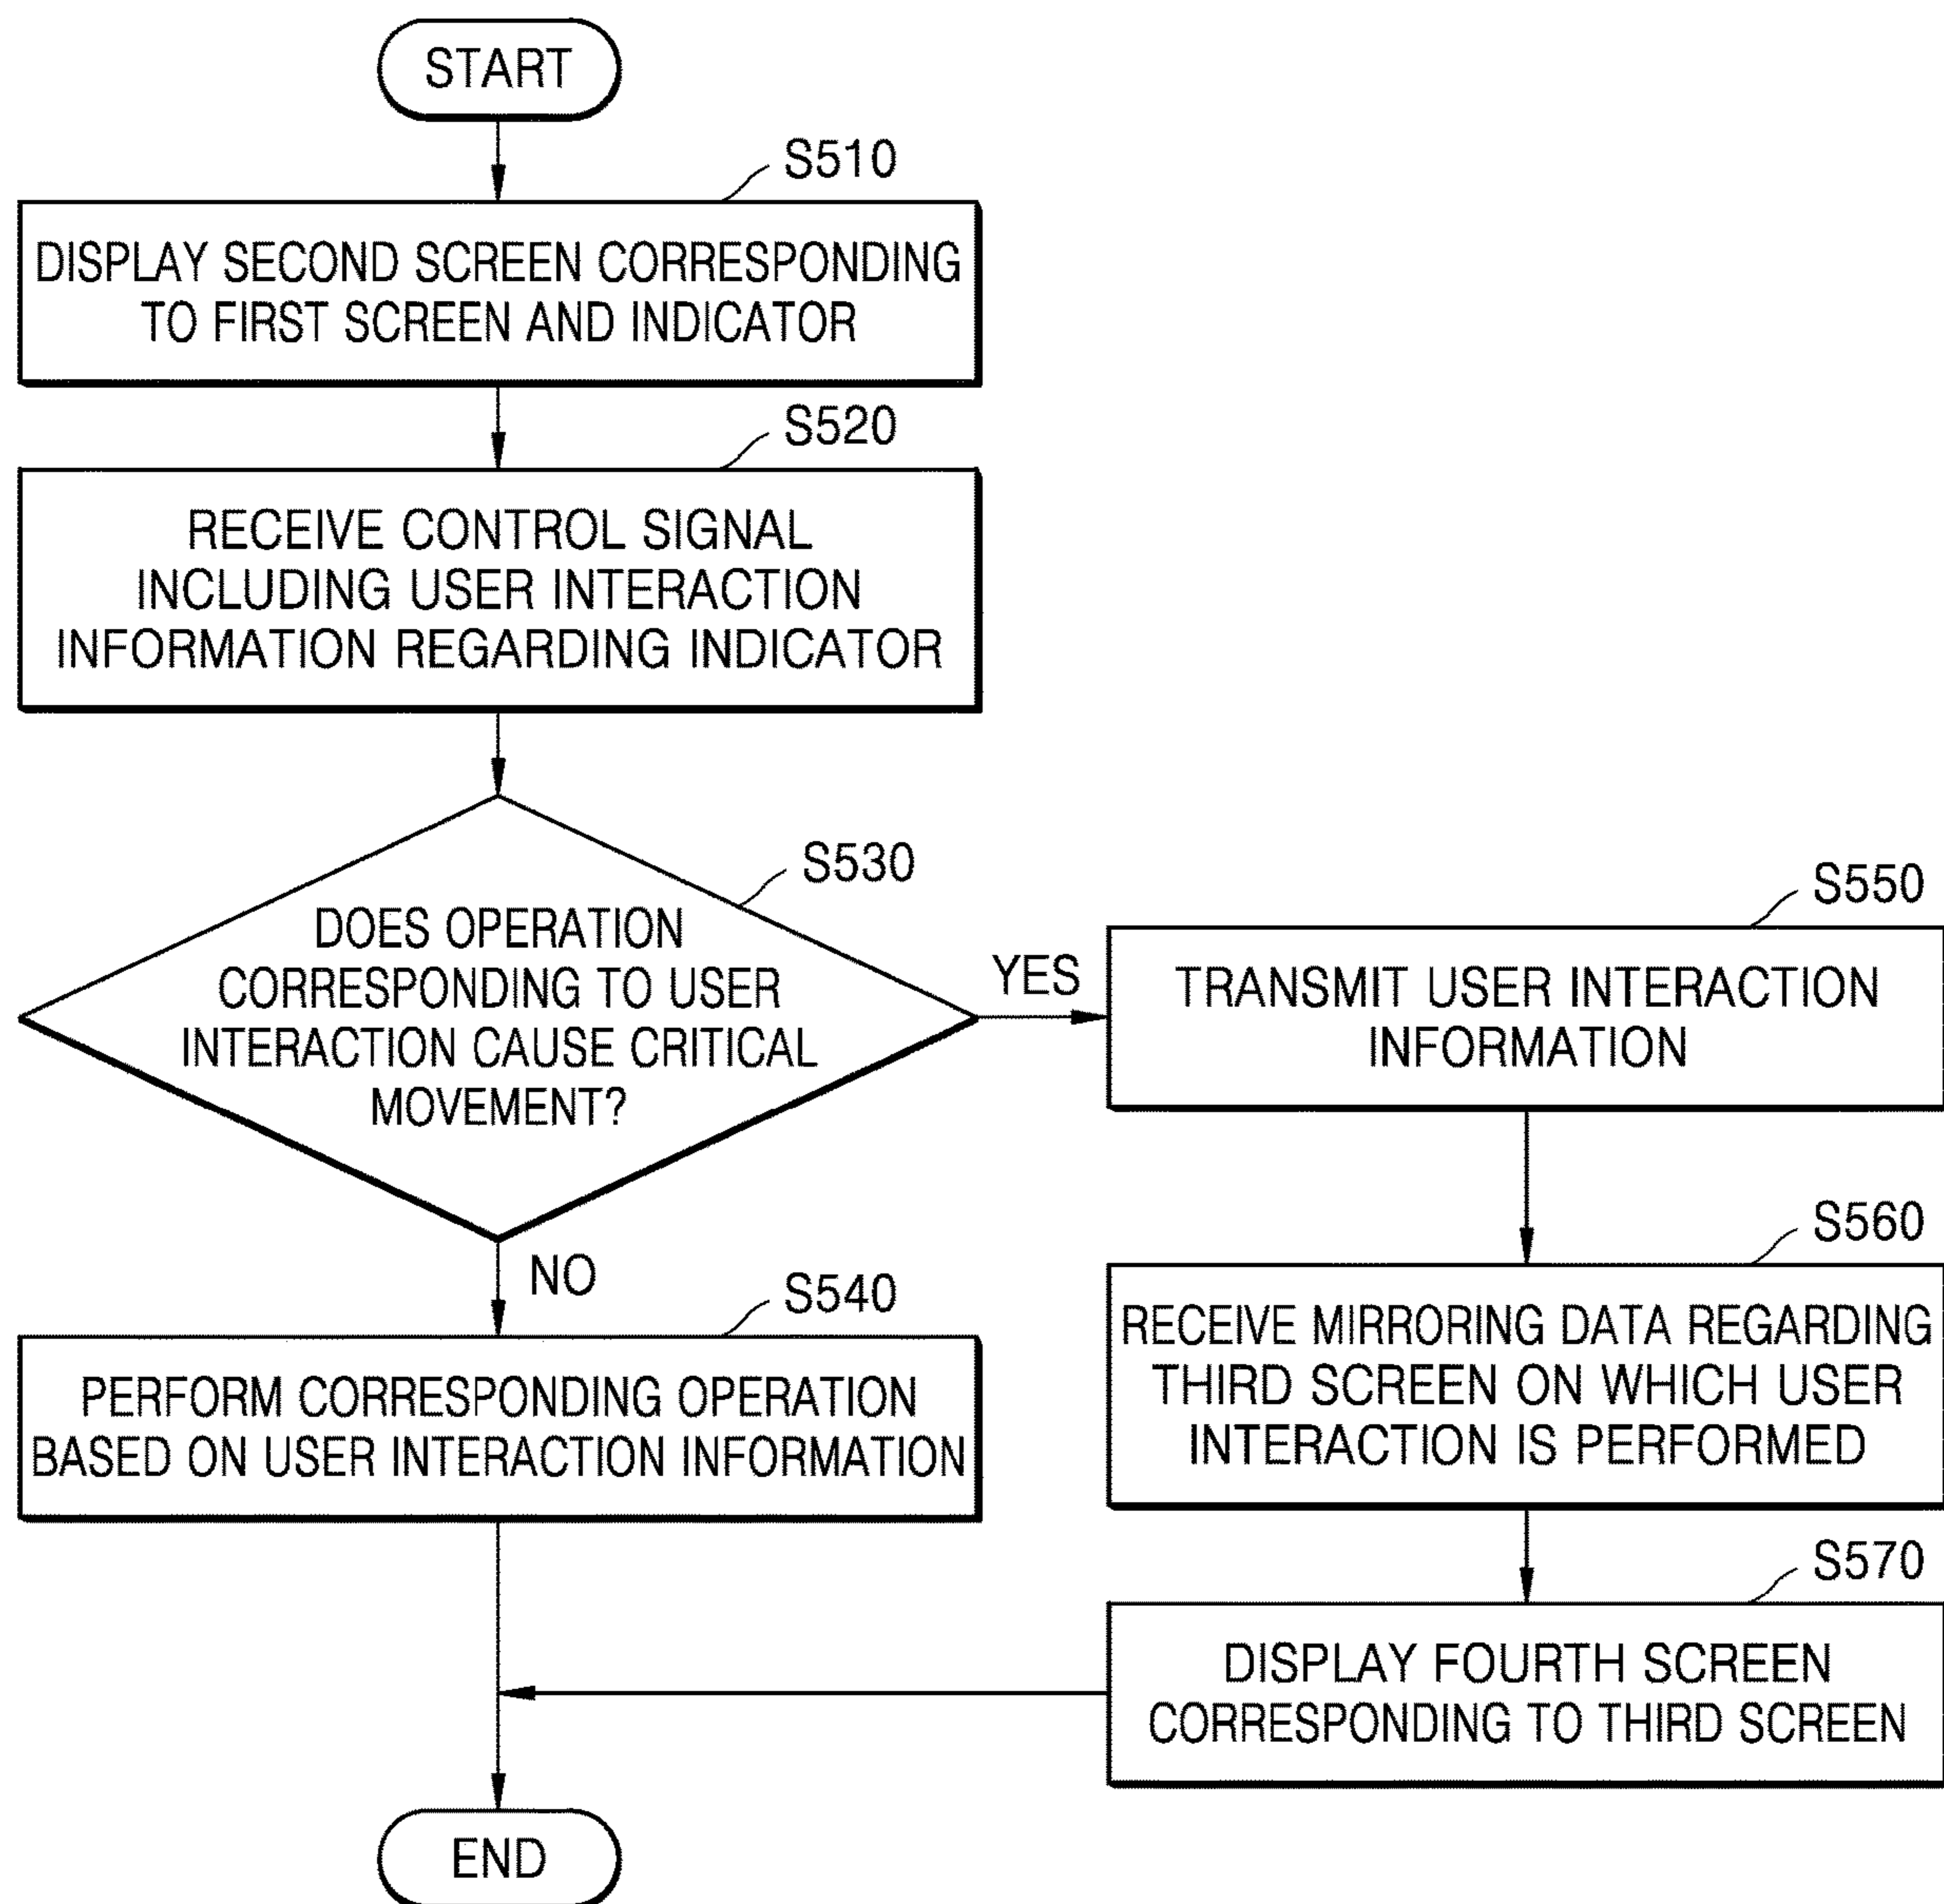 START
S510
DISPLAY SECOND SCREEN CORRESPONDING
TO FIRST SCREEN AND INDICATOR
S520
RECEIVE CONTROL SIGNAL
INCLUDING USER INTERACTION
INFORMATION REGARDING INDICATOR
S530
DOES OPERATION
CORRESPONDING TO USER
INTERACTION CAUSE CRITICAL
MOVEMENT?
YES
NO
S540
PERFORM CORRESPONDING OPERATION
BASED ON USER INTERACTION INFORMATION
S550
TRANSMIT USER INTERACTION
INFORMATION
S560
RECEIVE MIRRORING DATA REGARDING
THIRD SCREEN ON WHICH USER
INTERACTION IS PERFORMED
S570
DISPLAY FOURTH SCREEN
CORRESPONDING TO THIRD SCREEN
END